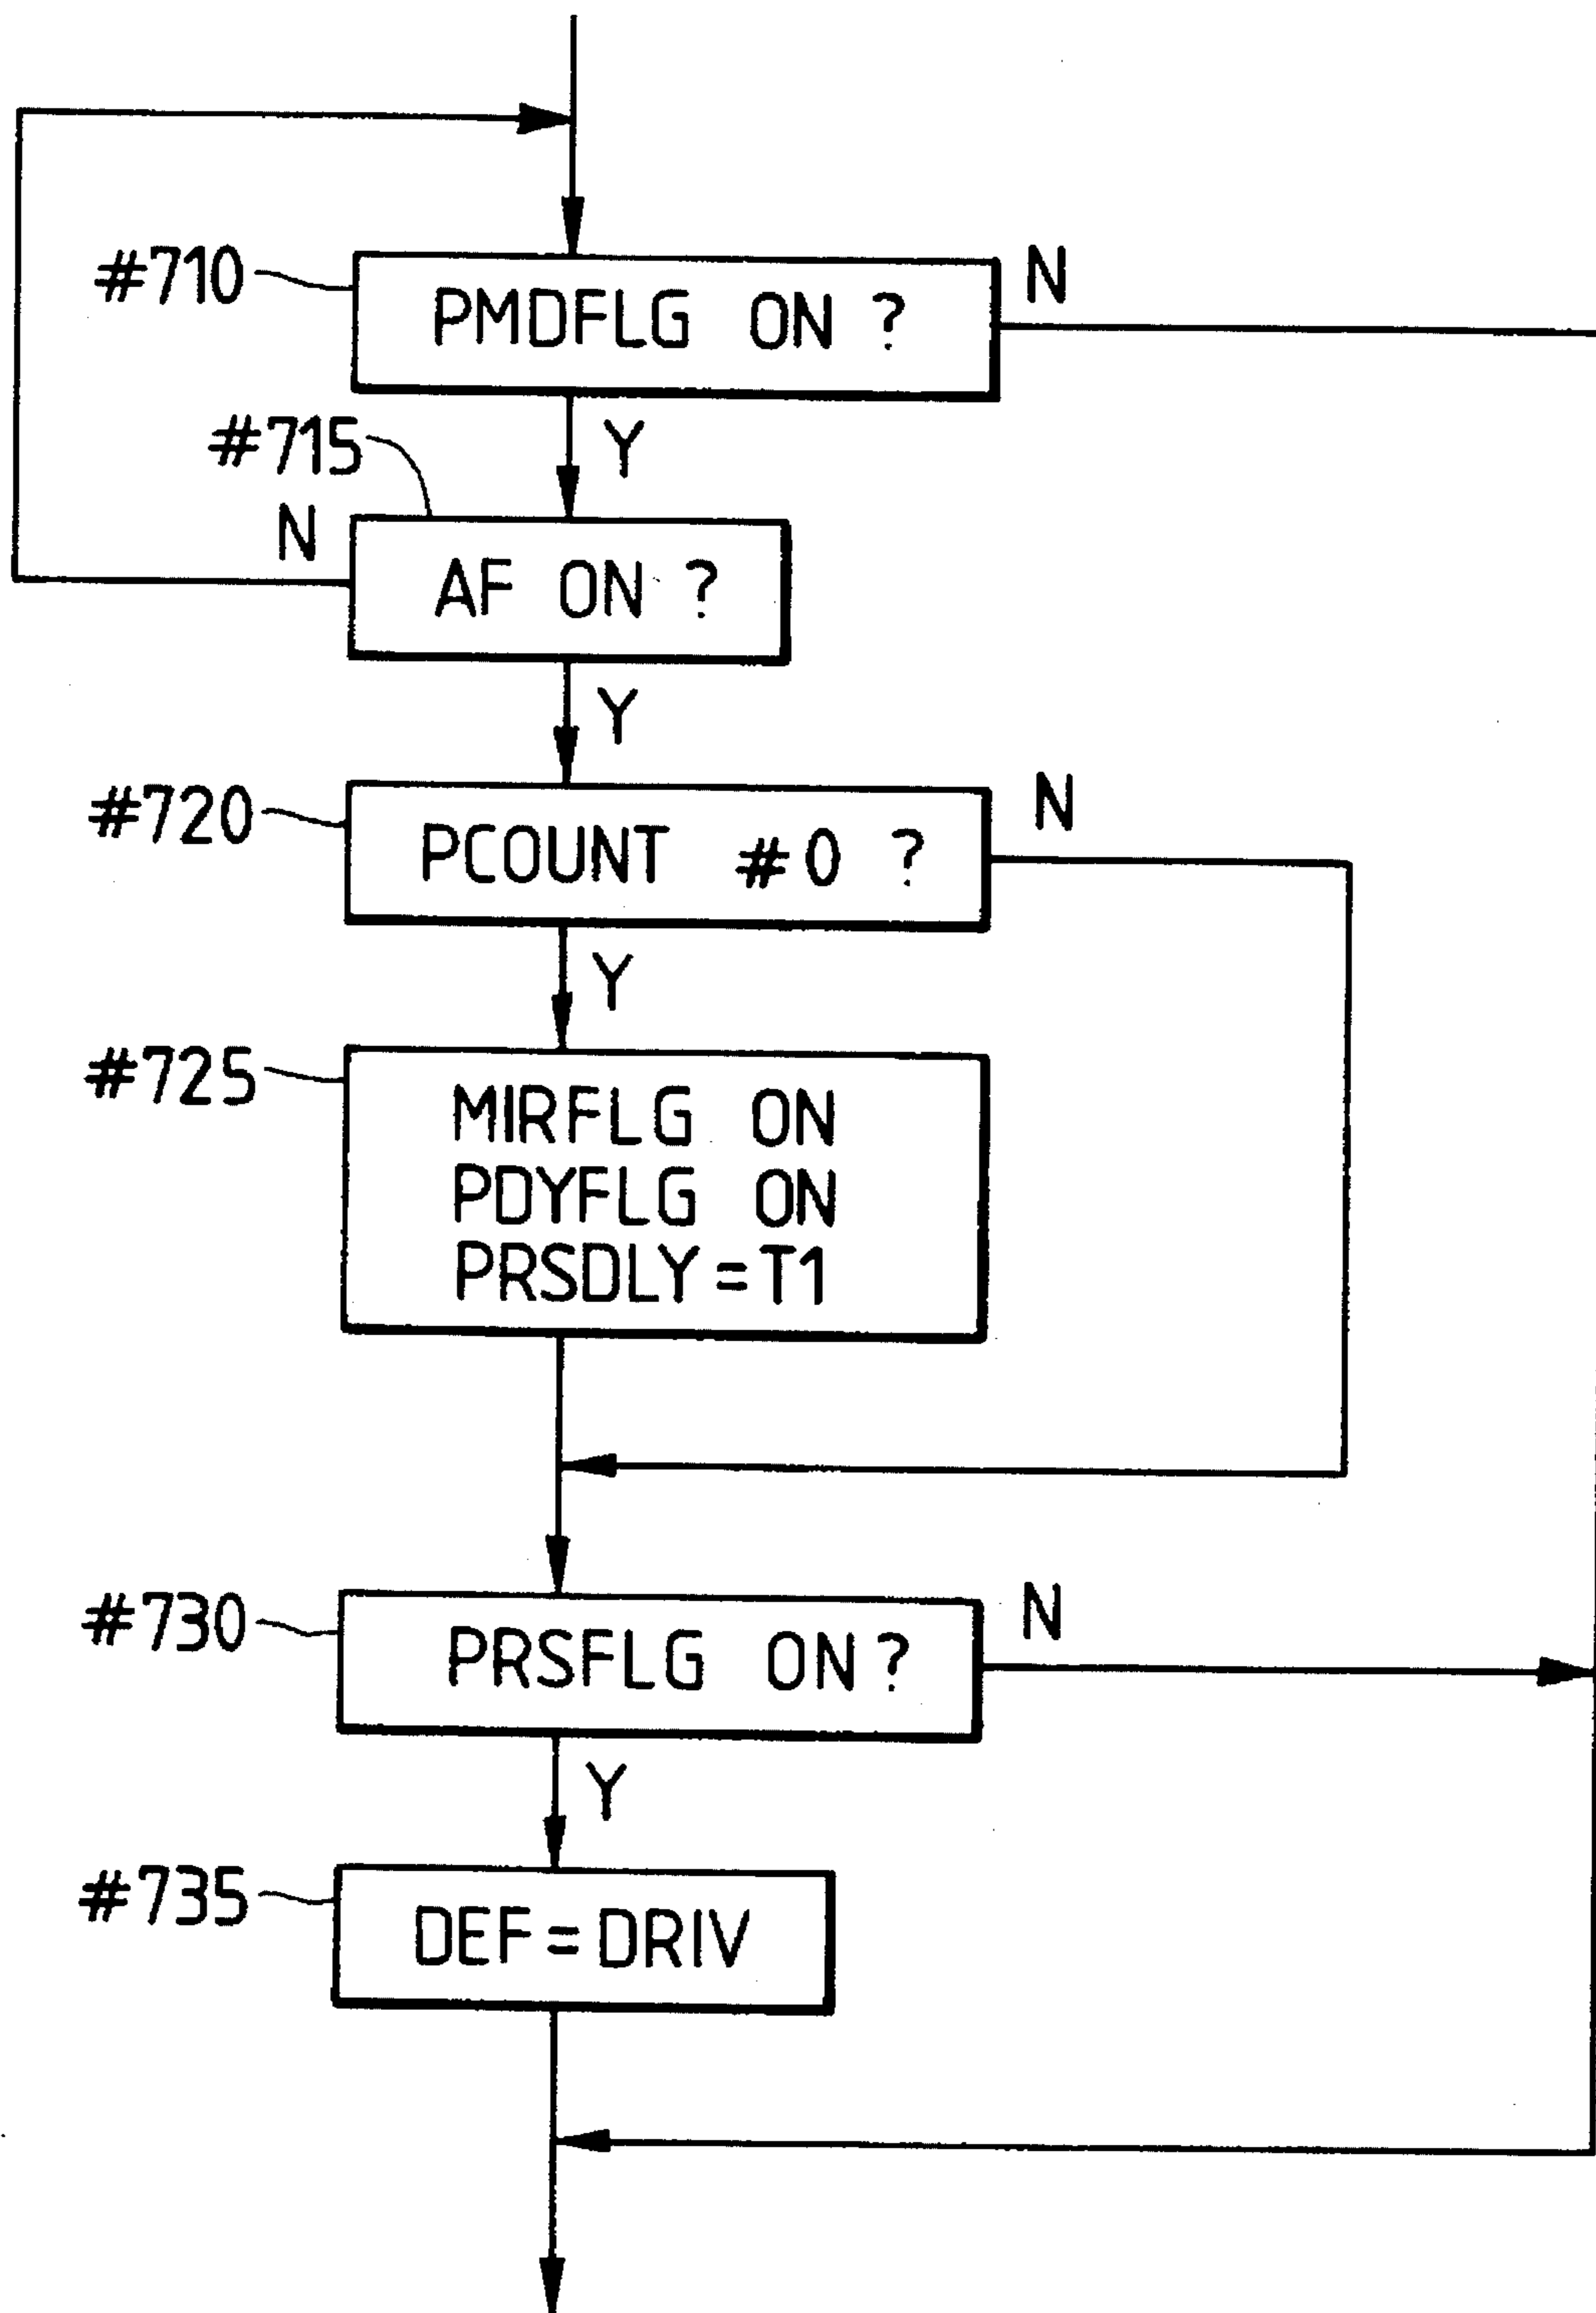 #710
PMDFLG ON ?
N
Y
#715
N
AF ON ?
Y
#720
PCOUNT #0 ?
N
Y
#725
MIRFLG ON
PDYFLG ON
PRSDLY=T1
#730
PRSFLG ON?
N
Y
#735
DEF=DRIV